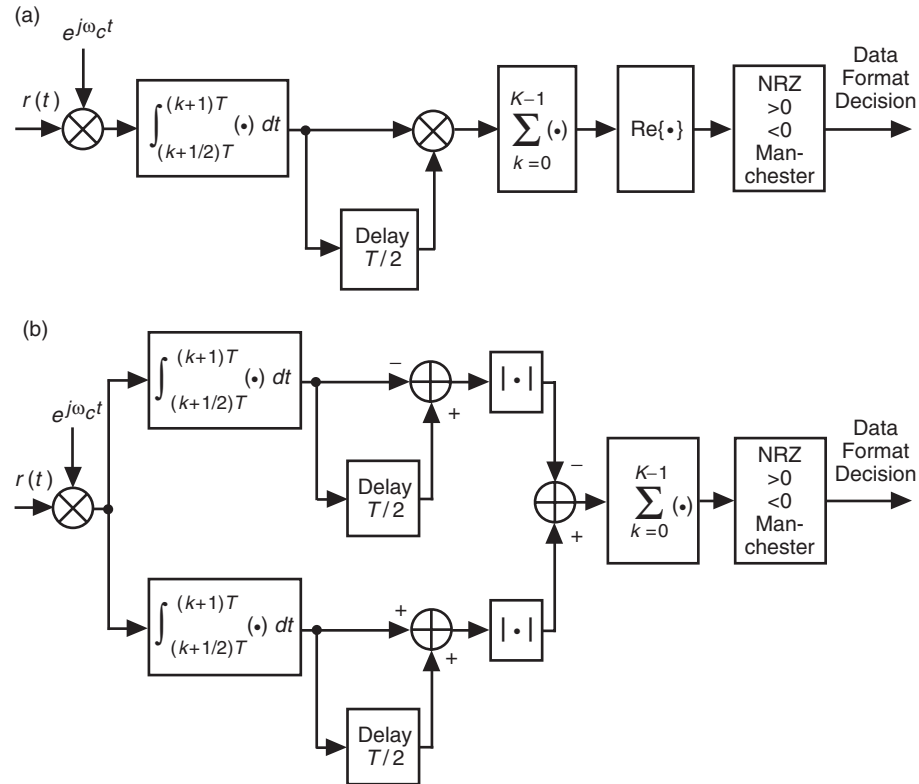 (a)
e^{jω_c t}
r(t)
∫_{(k+1/2)T}^{(k+1)T} (•) dt
Delay
T/2
K−1
∑ (•)
k=0
Re{•}
NRZ
>0
<0
Man-
chester
Data
Format
Decision
(b)
e^{jω_c t}
r(t)
∫_{(k+1/2)T}^{(k+1)T} (•) dt
−
+
Delay
T/2
|•|
∫_{(k+1/2)T}^{(k+1)T} (•) dt
+
+
Delay
T/2
|•|
−
+
K−1
∑ (•)
k=0
NRZ
>0
<0
Man-
chester
Data
Format
Decision